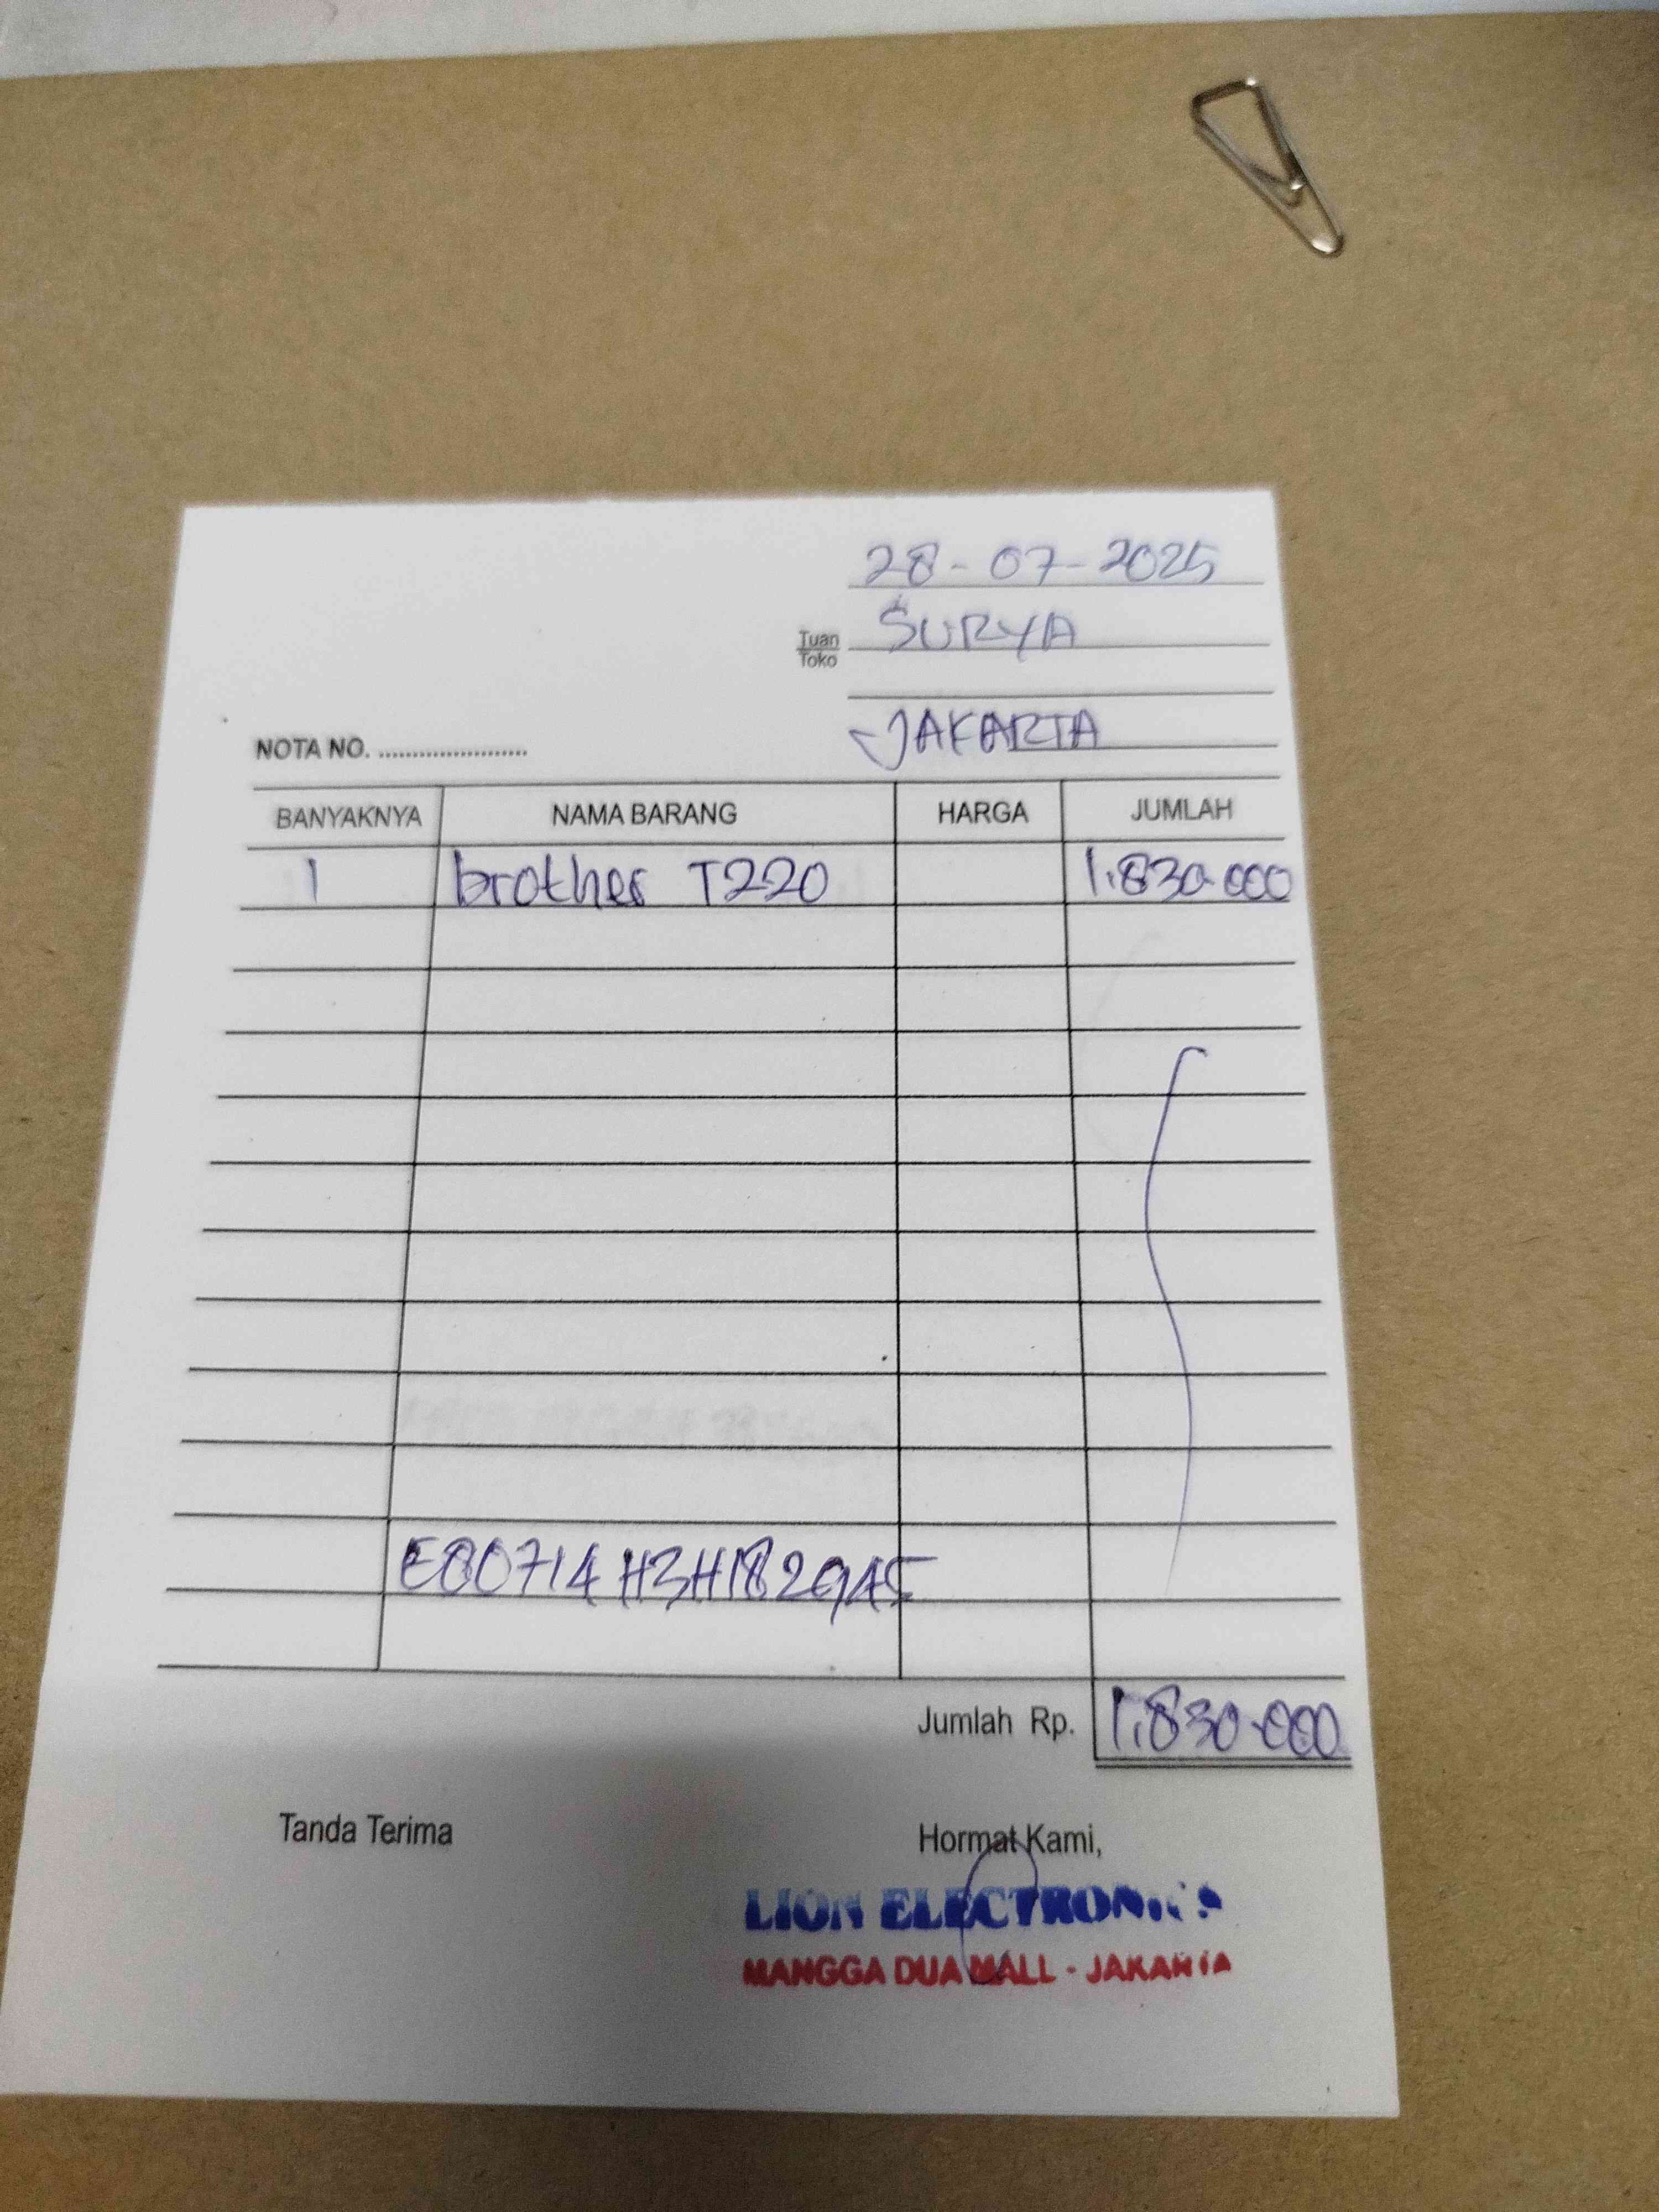 28-07-2025
Tuan SURYA
Toko
JAKARTA
NOTA NO. ......................
BANYAKNYA NAMA BARANG HARGA JUMLAH
1 brother T220 1.830.000
E80714H3H182945
Jumlah Rp. 1.830.000
Tanda Terima Hormat Kami,
LION ELECTRONICS
MANGGA DUA MALL - JAKARTA